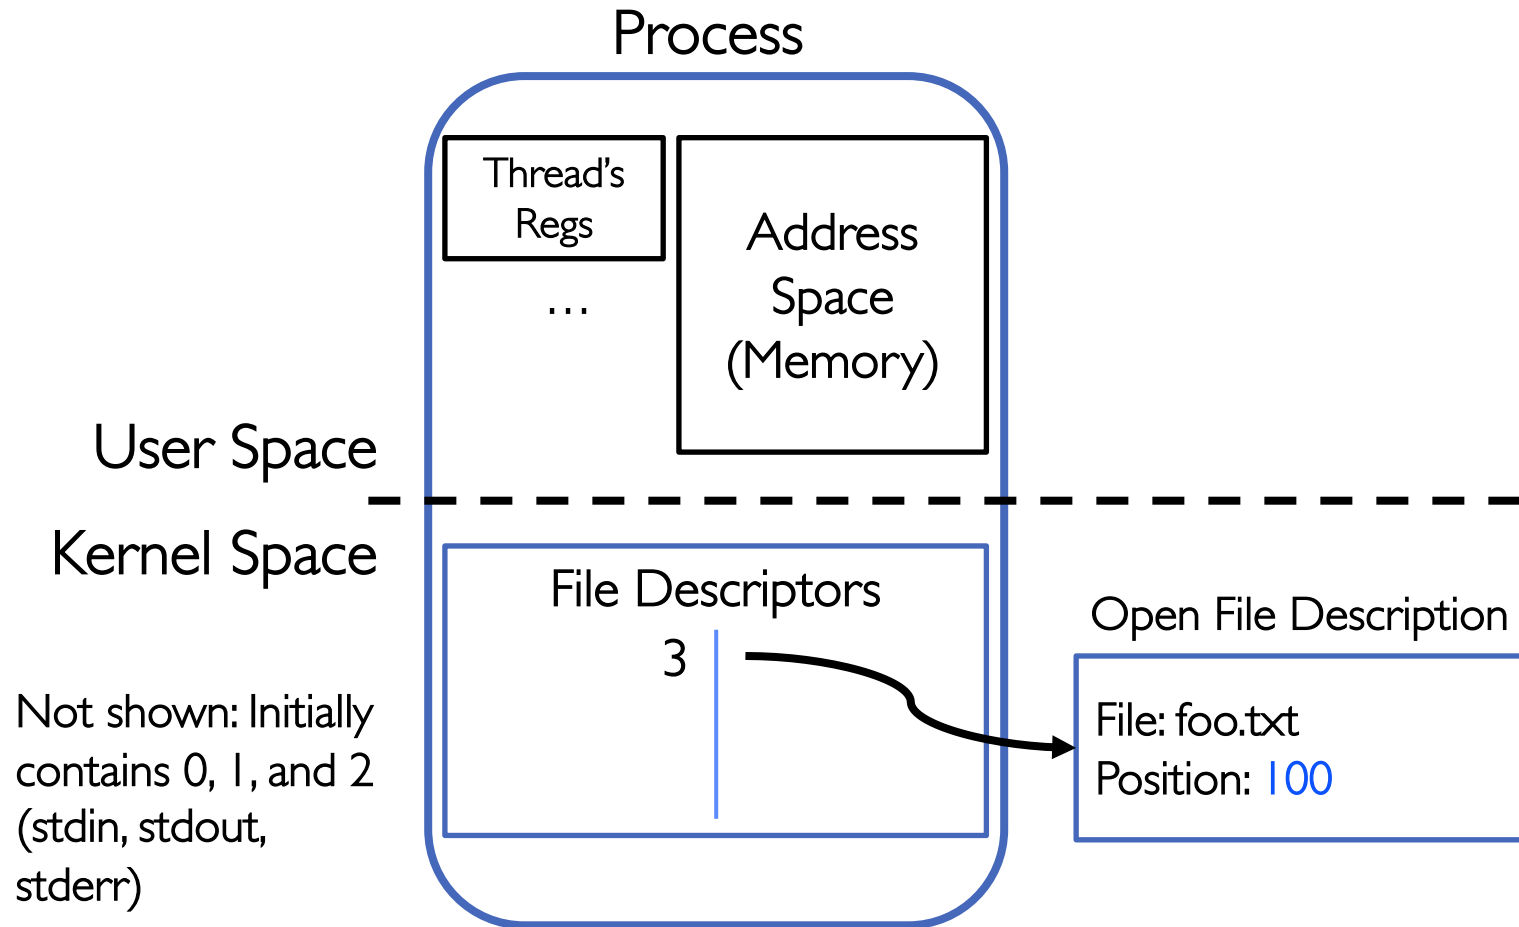 Process
Thread's
Regs
…
Address
Space
(Memory)
User Space
Kernel Space
File Descriptors
3
Not shown: Initially
contains 0, 1, and 2
(stdin, stdout,
stderr)
Open File Description
File: foo.txt
Position: 100